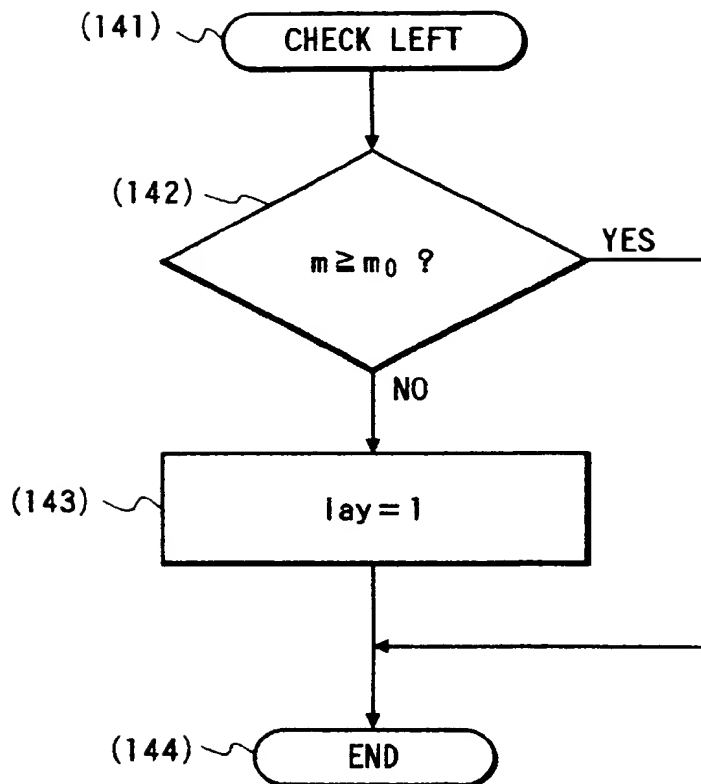 (141)
CHECK LEFT
(142)
m≧m₀ ?
YES
NO
(143)
lay=1
(144)
END